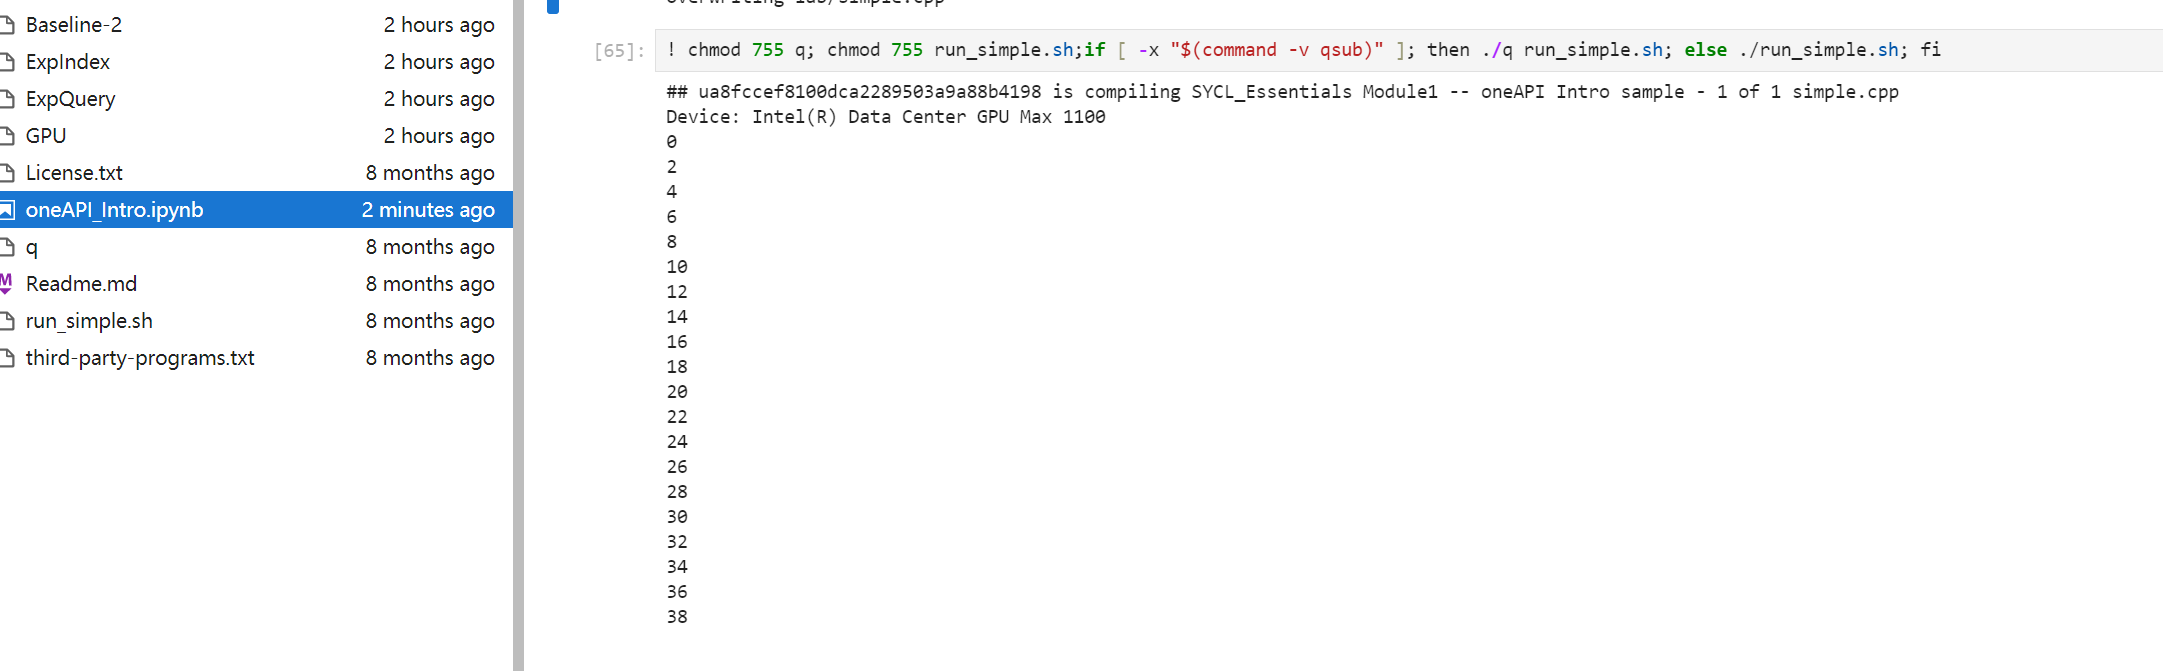 Baseline-2 2 hours ago
ExpIndex 2 hours ago
ExpQuery 2 hours ago
GPU 2 hours ago
License.txt 8 months ago
oneAPI_Intro.ipynb 2 minutes ago
q 8 months ago
Readme.md 8 months ago
run_simple.sh 8 months ago
third-party-programs.txt 8 months ago
overwriting lab/simple.cpp
[65]: ! chmod 755 q; chmod 755 run_simple.sh;if [ -x "$(command -v qsub)" ]; then ./q run_simple.sh; else ./run_simple.sh; fi
## ua8fccef8100dca2289503a9a88b4198 is compiling SYCL_Essentials Module1 -- oneAPI Intro sample - 1 of 1 simple.cpp
Device: Intel(R) Data Center GPU Max 1100
0
2
4
6
8
10
12
14
16
18
20
22
24
26
28
30
32
34
36
38